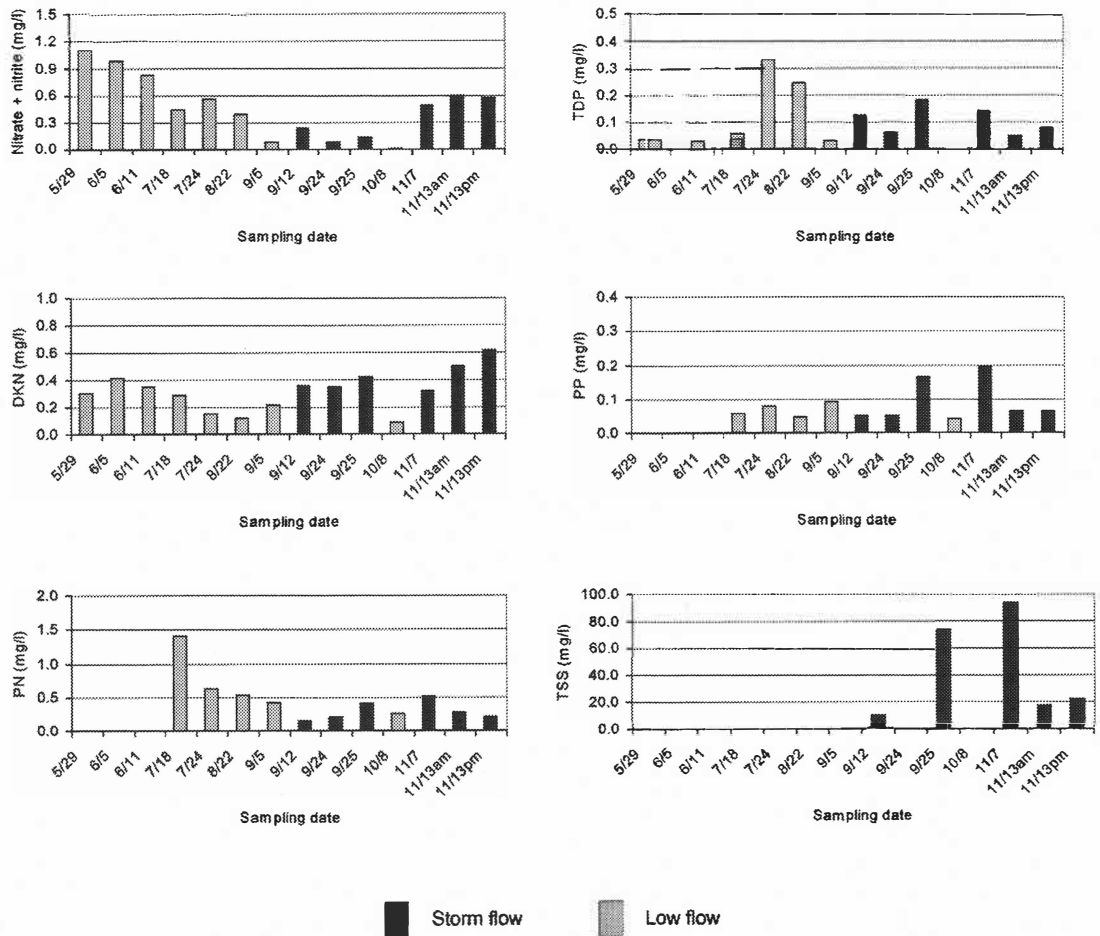 Nitrate + nitrite (mg/l)
1.5
1.2
0.9
0.6
0.3
0.0
5/29 6/5 6/11 7/18 7/24 8/22 9/5 9/12 9/24 9/25 10/8 11/7 11/13am 11/13pm
Sampling date
TDP (mg/l)
0.5
0.4
0.3
0.2
0.1
0.0
5/29 6/5 6/11 7/18 7/24 8/22 9/5 9/12 9/24 9/25 10/8 11/7 11/13am 11/13pm
Sampling date
DKN (mg/l)
1.0
0.8
0.6
0.4
0.2
0.0
5/29 6/5 6/11 7/18 7/24 8/22 9/5 9/12 9/24 9/25 10/8 11/7 11/13am 11/13pm
Sampling date
PP (mg/l)
0.4
0.3
0.2
0.1
0.0
5/29 6/5 6/11 7/18 7/24 8/22 9/5 9/12 9/24 9/25 10/8 11/7 11/13am 11/13pm
Sampling date
PN (mg/l)
2.0
1.5
1.0
0.5
0.0
5/29 6/5 6/11 7/18 7/24 8/22 9/5 9/12 9/24 9/25 10/8 11/7 11/13am 11/13pm
Sampling date
TSS (mg/l)
100.0
80.0
60.0
40.0
20.0
0.0
5/29 6/5 6/11 7/18 7/24 8/22 9/5 9/12 9/24 9/25 10/8 11/7 11/13am 11/13pm
Sampling date
Storm flow
Low flow